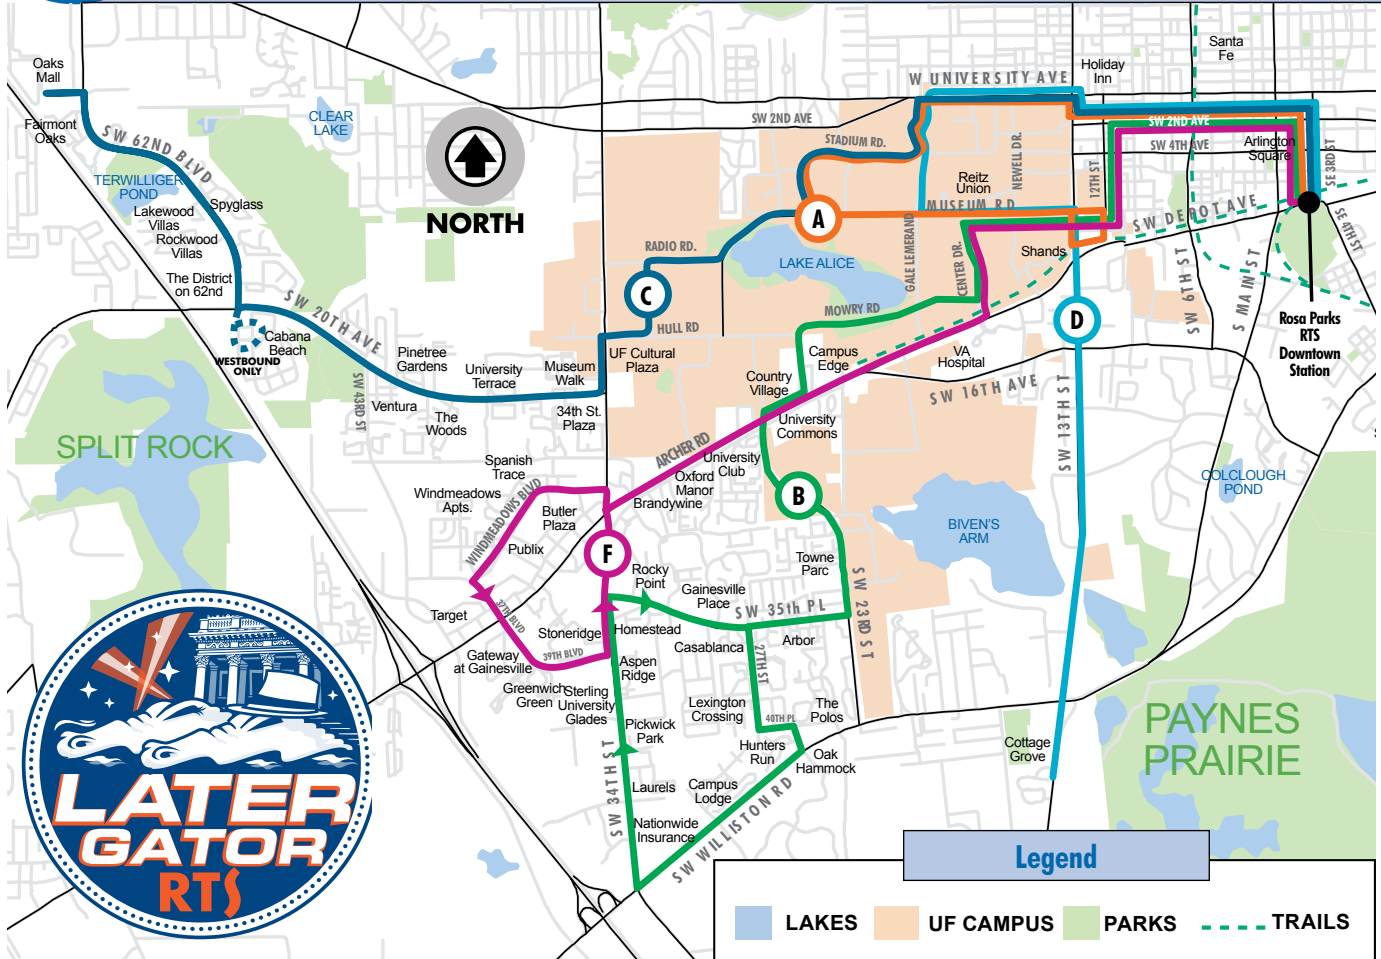 Oaks
Mall
Fairmont
Oaks
SW 62ND BLVD
CLEAR
LAKE
TERWILLIGER
POND
Lakewood
Villas
Spyglass
Rockwood
Villas
The District
on 62nd
NORTH
SW 20TH AVE
WESTBOUND
ONLY
Cabana
Beach
SW 43RD ST
Pinetree
Gardens
Ventura
The
Woods
University
Terrace
Museum
Walk
34th St.
Plaza
SPLIT ROCK
W UNIVERSITY AVE
Holiday
Inn
Santa
Fe
SW 2ND AVE
STADIUM RD.
SW 2ND AVE
SW 4TH AVE
Arlington
Square
SE 3RD ST
NEWELL DR.
Reitz
Union
12TH ST
MUSEUM RD
A
SW DEPOT AVE
SE 4TH ST
RADIO RD.
LAKE ALICE
GALE LEMERAND
CENTER DR.
Shands
C
MOWRY RD
HULL RD
UF Cultural
Plaza
D
SW 6TH ST
S MAIN ST
Rosa Parks
RTS
Downtown
Station
Campus
Edge
VA
Hospital
Country
Village
SW 16TH AVE
SW 13TH ST
University
Commons
ARCHER RD
University
Club
Oxford
Manor
Brandywine
COLCLOUGH
POND
Spanish
Trace
Windmeadows
Apts.
WINDMEADOWS BLVD
Butler
Plaza
Publix
B
BIVEN'S
ARM
F
Towne
Parc
Rocky
Point
Gainesville
Place
SW 35th PL
SW 23RD ST
Target
37TH BLVD
Stoneridge
Homestead
Casablanca
Arbor
39TH BLVD
Gateway
at Gainesville
Aspen
Ridge
27TH ST
Greenwich
Green
Sterling
University
Glades
Lexington
Crossing
The
Polos
40TH PL
Pickwick
Park
Hunters
Run
Oak
Hammock
Cottage
Grove
PAYNES
PRAIRIE
SW 34TH ST
Laurels
Campus
Lodge
Nationwide
Insurance
SW WILLISTON RD
LATER
GATOR
RTS
Legend
LAKES
UF CAMPUS
PARKS
TRAILS